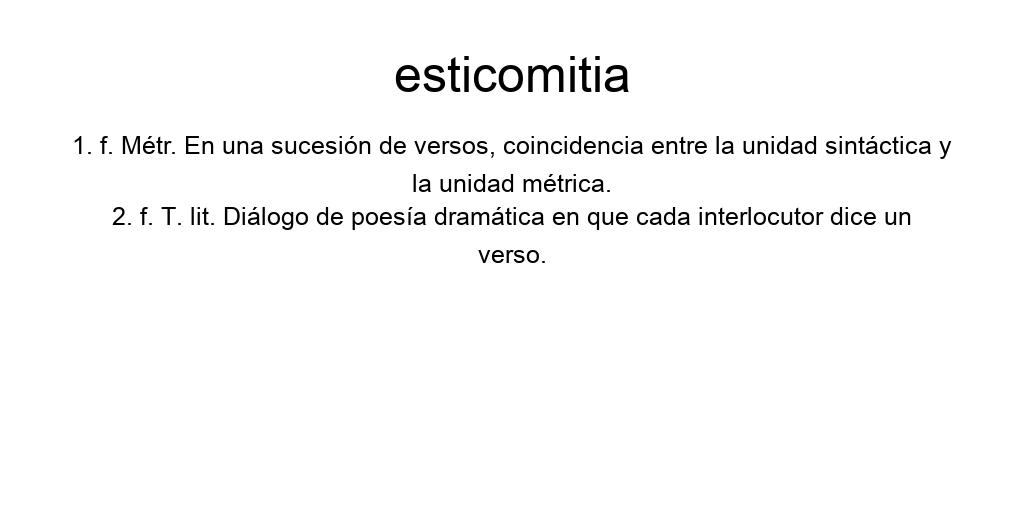 esticomitia
1. f. Métr. En una sucesión de versos, coincidencia entre la unidad sintáctica y
la unidad métrica.
2. f. T. lit. Diálogo de poesía dramática en que cada interlocutor dice un
verso.